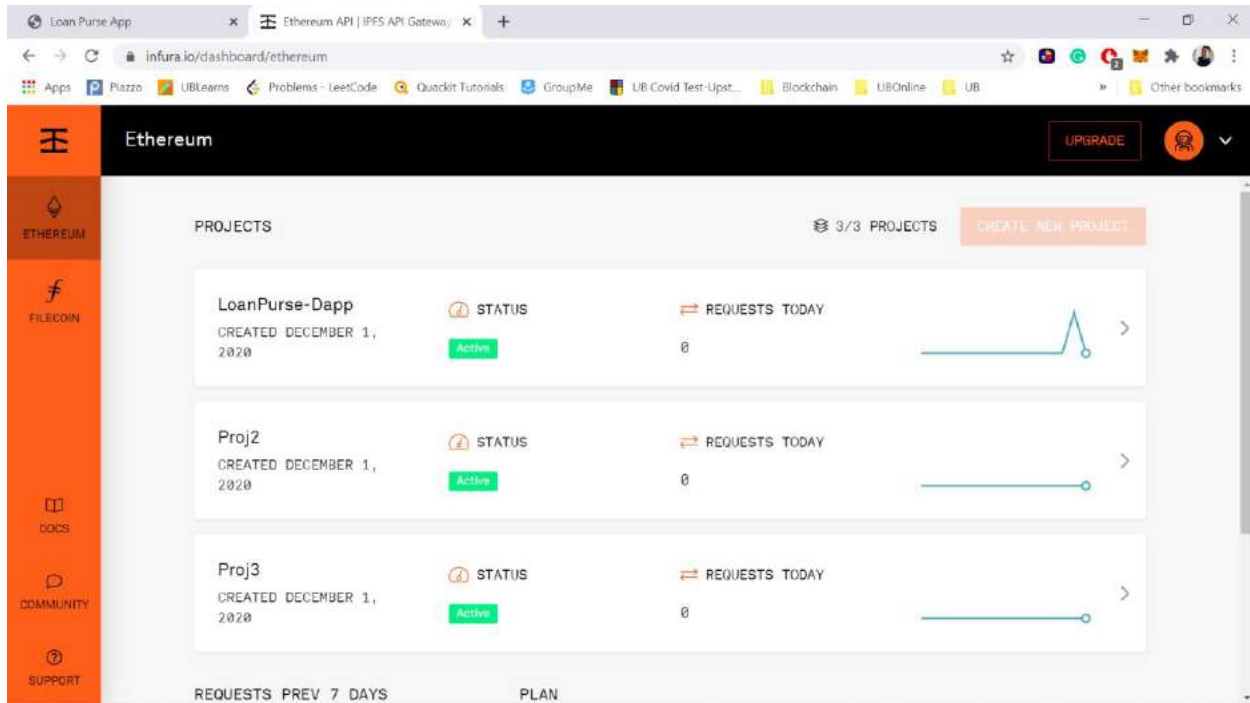 Loan Purse App
Ethereum API | IPFS API Gateway
infura.io/dashboard/ethereum
Apps Piazza UBLearns Problems - LeetCode Quackit Tutorials GroupMe UB Covid Test-Upst... Blockchain UBOnline UB » Other bookmarks
Ethereum
UPGRADE
ETHEREUM
FILECOIN
DOCS
COMMUNITY
SUPPORT
PROJECTS
3/3 PROJECTS
CREATE NEW PROJECT
LoanPurse-Dapp
CREATED DECEMBER 1,
2020
STATUS
Active
REQUESTS TODAY
0
Proj2
CREATED DECEMBER 1,
2020
STATUS
Active
REQUESTS TODAY
0
Proj3
CREATED DECEMBER 1,
2020
STATUS
Active
REQUESTS TODAY
0
REQUESTS PREV 7 DAYS
PLAN